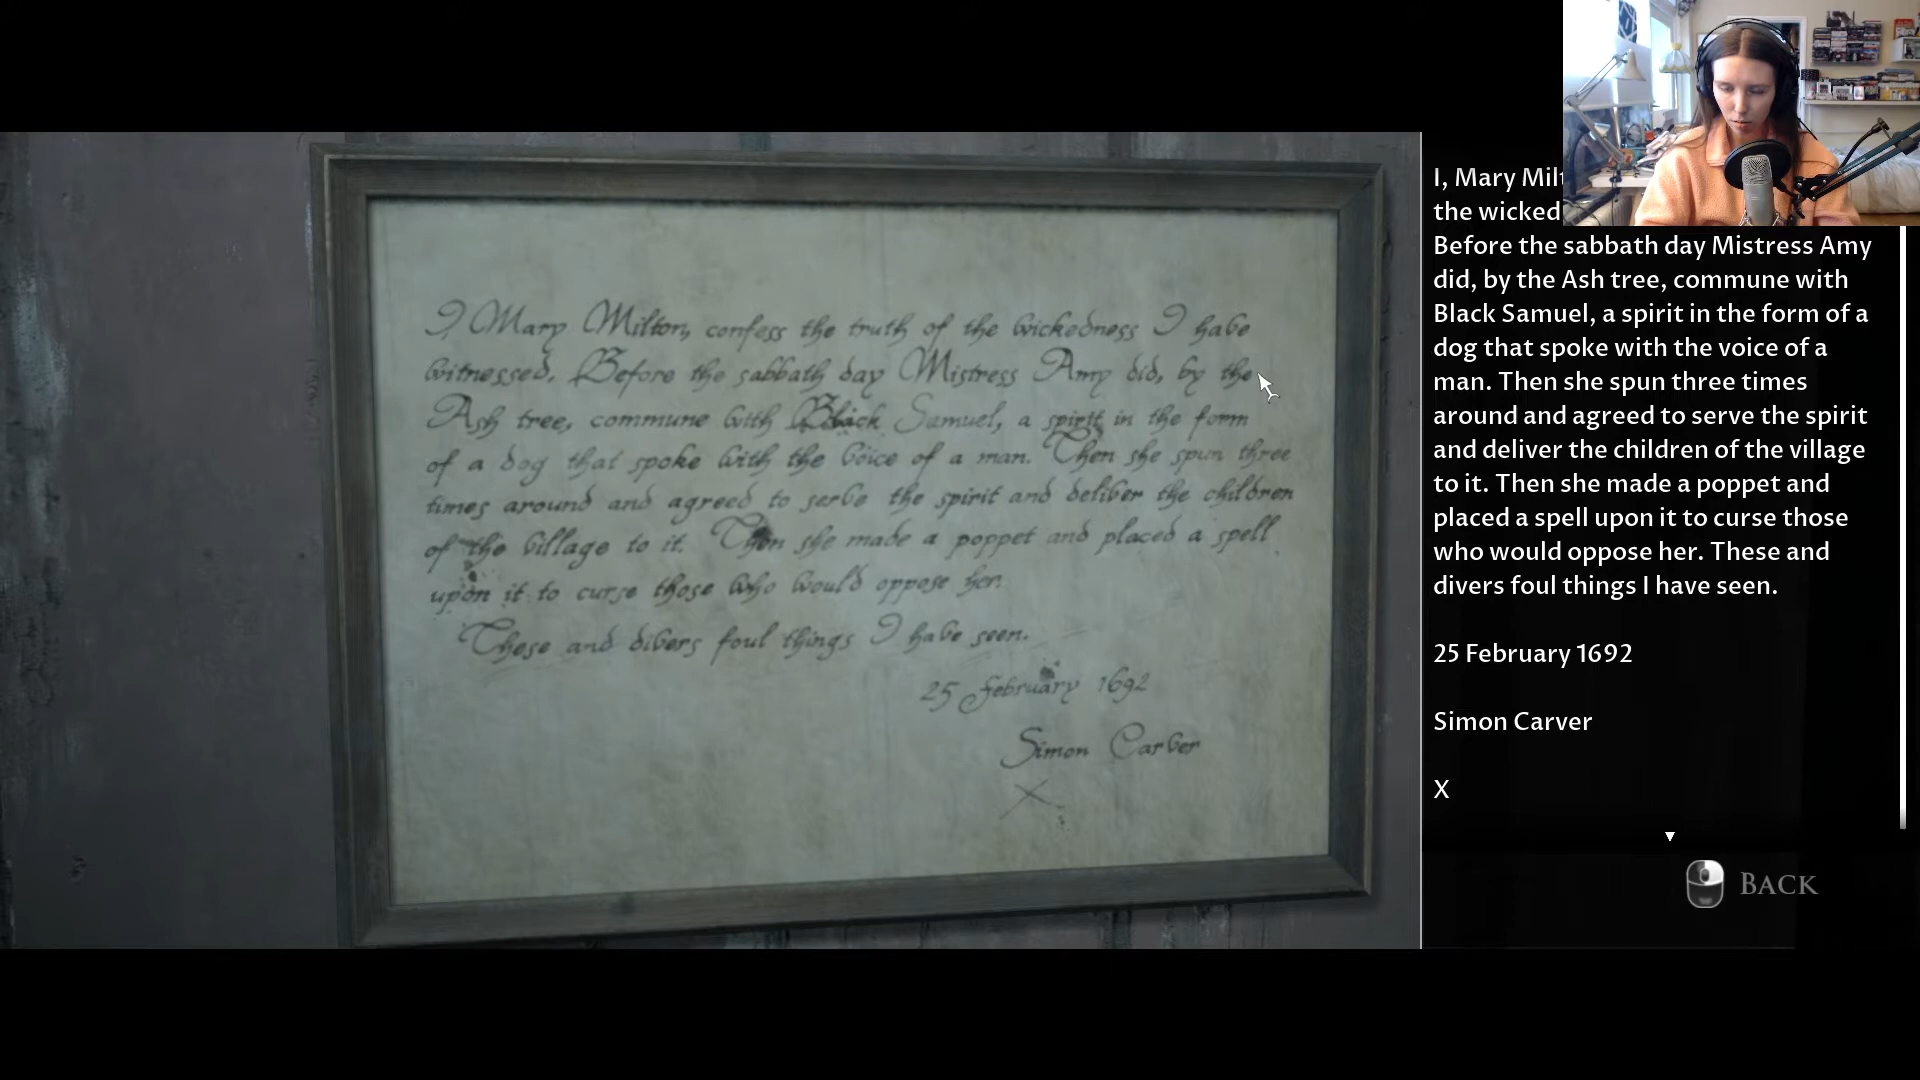 I, Mary Milton, confess the truth of the wickedness I have
witnessed. Before the sabbath day Mistress Amy did, by the
Ash tree, commune with Black Samuel, a spirit in the form
of a dog that spoke with the voice of a man. Then she spun three
times around and agreed to serve the spirit and deliver the children
of the village to it. Then she made a poppet and placed a spell
upon it to curse those who would oppose her.
These and divers foul things I have seen.
25 February 1692
Simon Carver
X
I, Mary Milt
the wicked
Before the sabbath day Mistress Amy
did, by the Ash tree, commune with
Black Samuel, a spirit in the form of a
dog that spoke with the voice of a
man. Then she spun three times
around and agreed to serve the spirit
and deliver the children of the village
to it. Then she made a poppet and
placed a spell upon it to curse those
who would oppose her. These and
divers foul things I have seen.
25 February 1692
Simon Carver
X
BACK